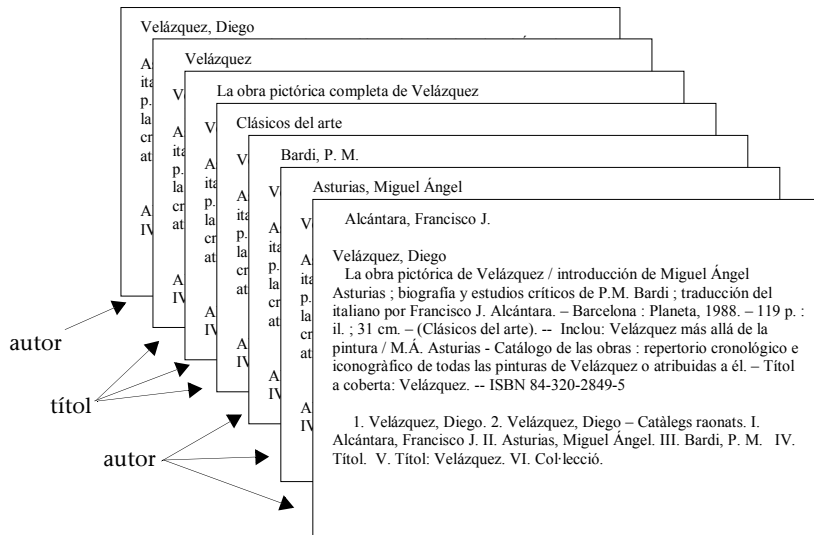 Velázquez, Diego
Velázquez
La obra pictórica completa de Velázquez
Clásicos del arte
Bardi, P. M.
Asturias, Miguel Ángel
Alcántara, Francisco J.
Velázquez, Diego
La obra pictórica de Velázquez / introducción de Miguel Ángel
Asturias ; biografía y estudios críticos de P.M. Bardi ; traducción del
italiano por Francisco J. Alcántara. – Barcelona : Planeta, 1988. – 119 p. :
il. ; 31 cm. – (Clásicos del arte). -- Inclou: Velázquez más allá de la
pintura / M.Á. Asturias - Catálogo de las obras : repertorio cronológico e
iconogràfico de todas las pinturas de Velázquez o atribuidas a él. – Títol
a coberta: Velázquez. -- ISBN 84-320-2849-5
1. Velázquez, Diego. 2. Velázquez, Diego – Catàlegs raonats. I.
Alcántara, Francisco J. II. Asturias, Miguel Ángel. III. Bardi, P. M. IV.
Títol. V. Títol: Velázquez. VI. Col·lecció.
autor
títol
autor